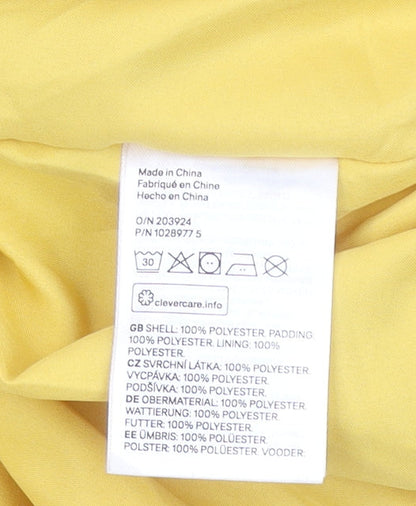 Made in China
Fabriqué en Chine
Hecho en China
O/N 203924
P/N 1028977 5
30
clevercare.info
GB SHELL: 100% POLYESTER. PADDING:
100% POLYESTER. LINING: 100%
POLYESTER.
CZ SVRCHNÍ LÁTKA: 100% POLYESTER.
VYCPÁVKA: 100% POLYESTER.
PODŠÍVKA: 100% POLYESTER.
DE OBERMATERIAL: 100% POLYESTER.
WATTIERUNG: 100% POLYESTER.
FUTTER: 100% POLYESTER.
EE ÜMBRIS: 100% POLÜESTER.
POLSTER: 100% POLÜESTER. VOODER: